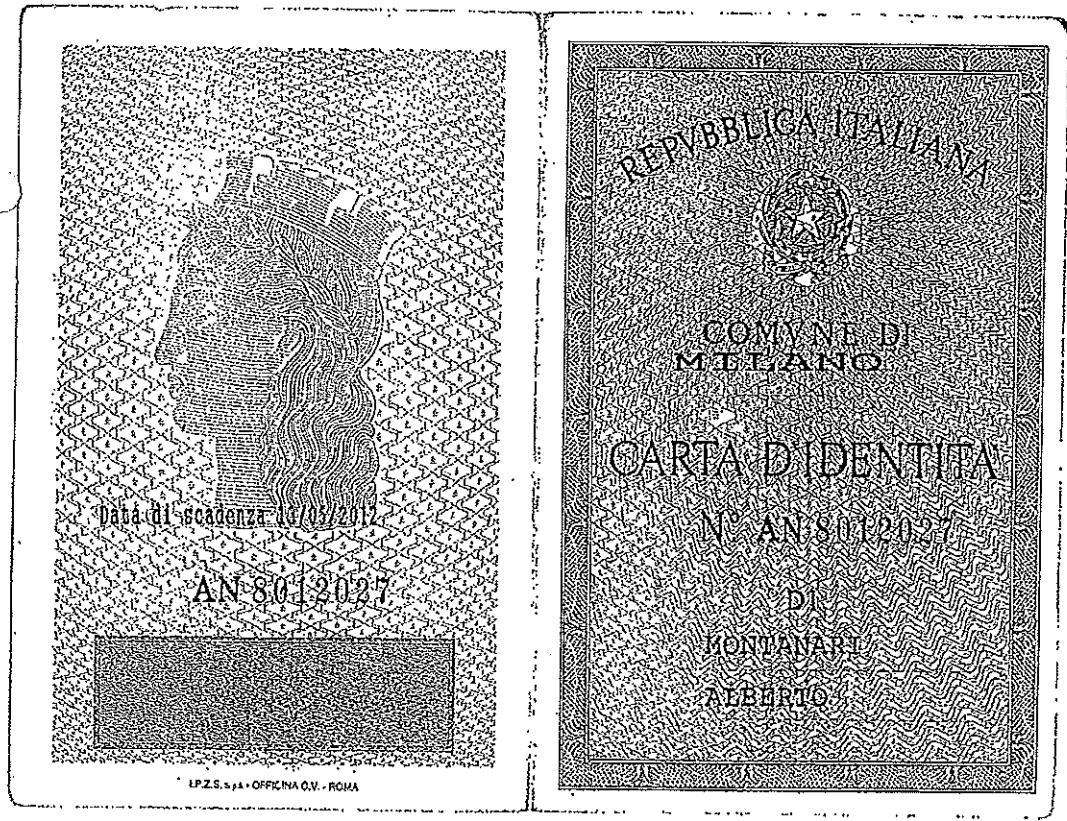 Data di scadenza
AN 8012027
I.P.Z.S. s.p.a. - OFFICINA C.V. - ROMA
REPVBBLICA ITALIANA
COMVNE DI
MILANO
CARTA D'IDENTITA
N° AN 8012027
DI
MONTANARI
ALBERTO